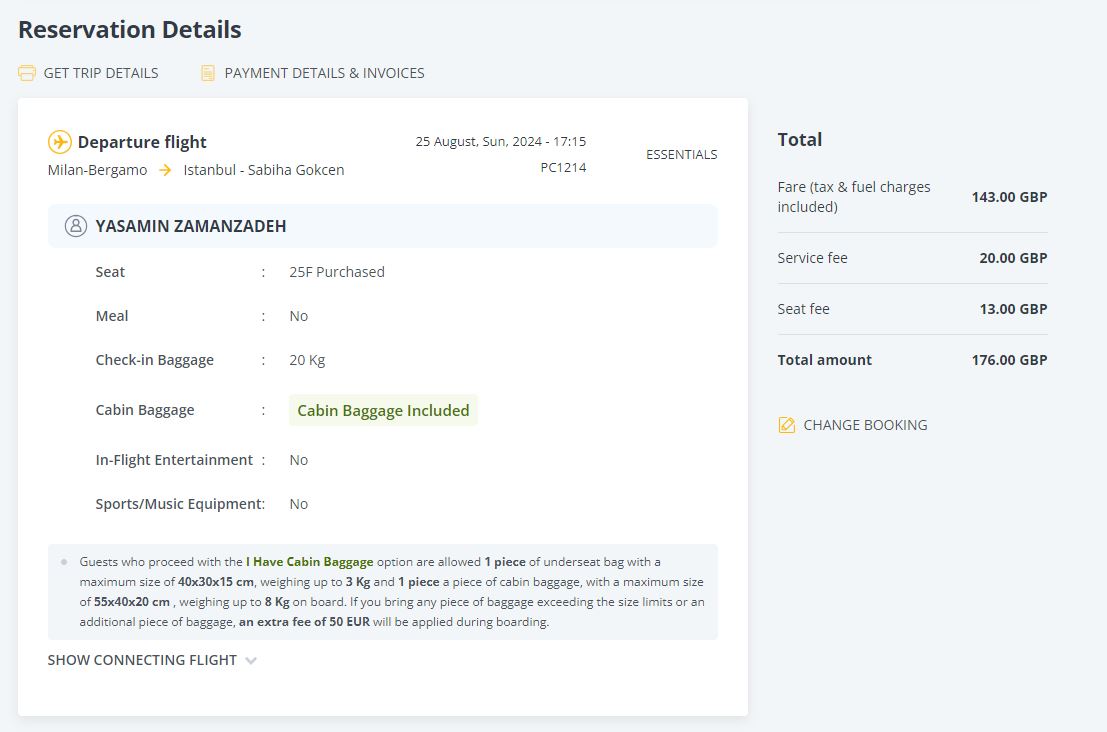 Reservation Details
GET TRIP DETAILS PAYMENT DETAILS & INVOICES
Departure flight 25 August, Sun, 2024 - 17:15 ESSENTIALS
Milan-Bergamo Istanbul - Sabiha Gokcen PC1214
YASAMIN ZAMANZADEH
Seat : 25F Purchased
Meal : No
Check-in Baggage : 20 Kg
Cabin Baggage : Cabin Baggage Included
In-Flight Entertainment : No
Sports/Music Equipment: No
Guests who proceed with the I Have Cabin Baggage option are allowed 1 piece of underseat bag with a
maximum size of 40x30x15 cm, weighing up to 3 Kg and 1 piece a piece of cabin baggage, with a maximum size
of 55x40x20 cm , weighing up to 8 Kg on board. If you bring any piece of baggage exceeding the size limits or an
additional piece of baggage, an extra fee of 50 EUR will be applied during boarding.
SHOW CONNECTING FLIGHT
Total
Fare (tax & fuel charges
included) 143.00 GBP
Service fee 20.00 GBP
Seat fee 13.00 GBP
Total amount 176.00 GBP
CHANGE BOOKING